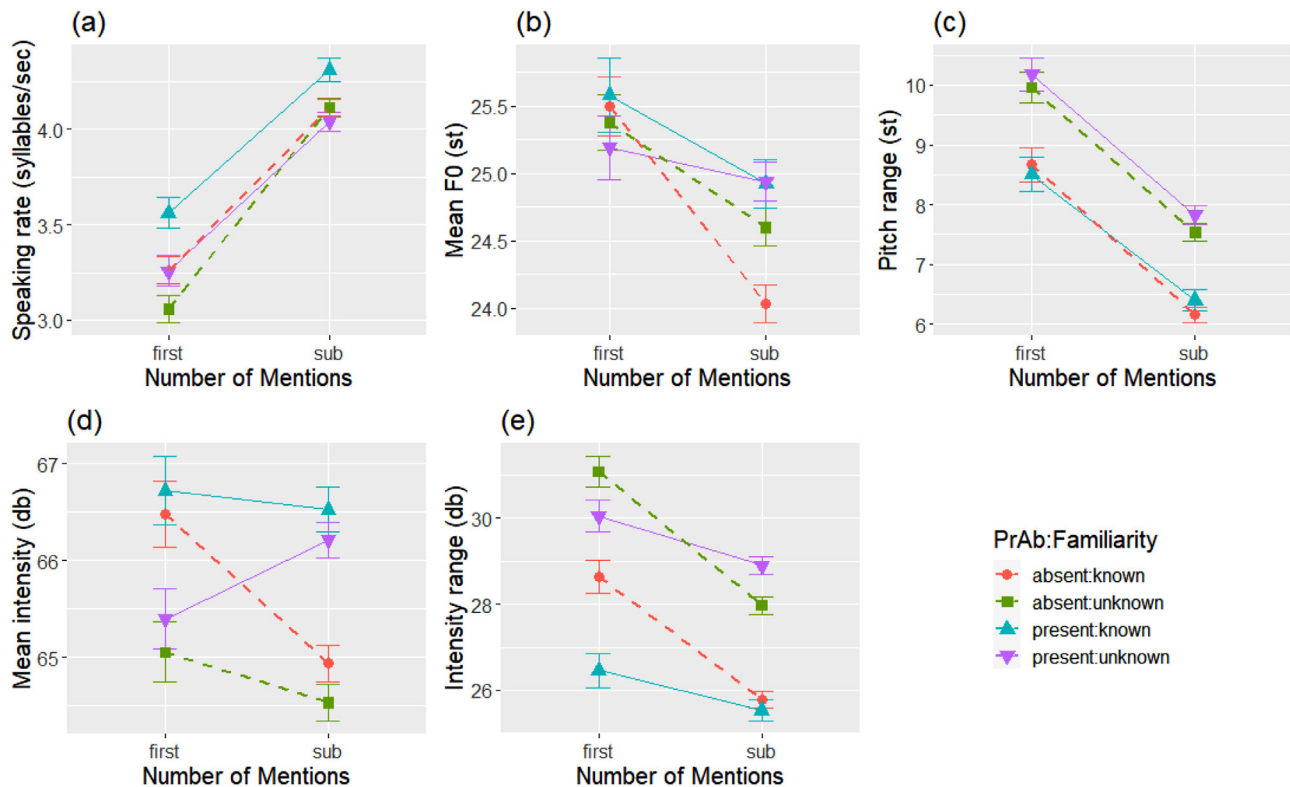 (a)
Speaking rate (syllables/sec)
4.0
3.5
3.0
first
sub
Number of Mentions
(b)
Mean F0 (st)
25.5
25.0
24.5
24.0
first
sub
Number of Mentions
(c)
Pitch range (st)
10
9
8
7
6
first
sub
Number of Mentions
(d)
Mean intensity (db)
67
66
65
first
sub
Number of Mentions
(e)
Intensity range (db)
30
28
26
first
sub
Number of Mentions
PrAb:Familiarity
absent:known
absent:unknown
present:known
present:unknown